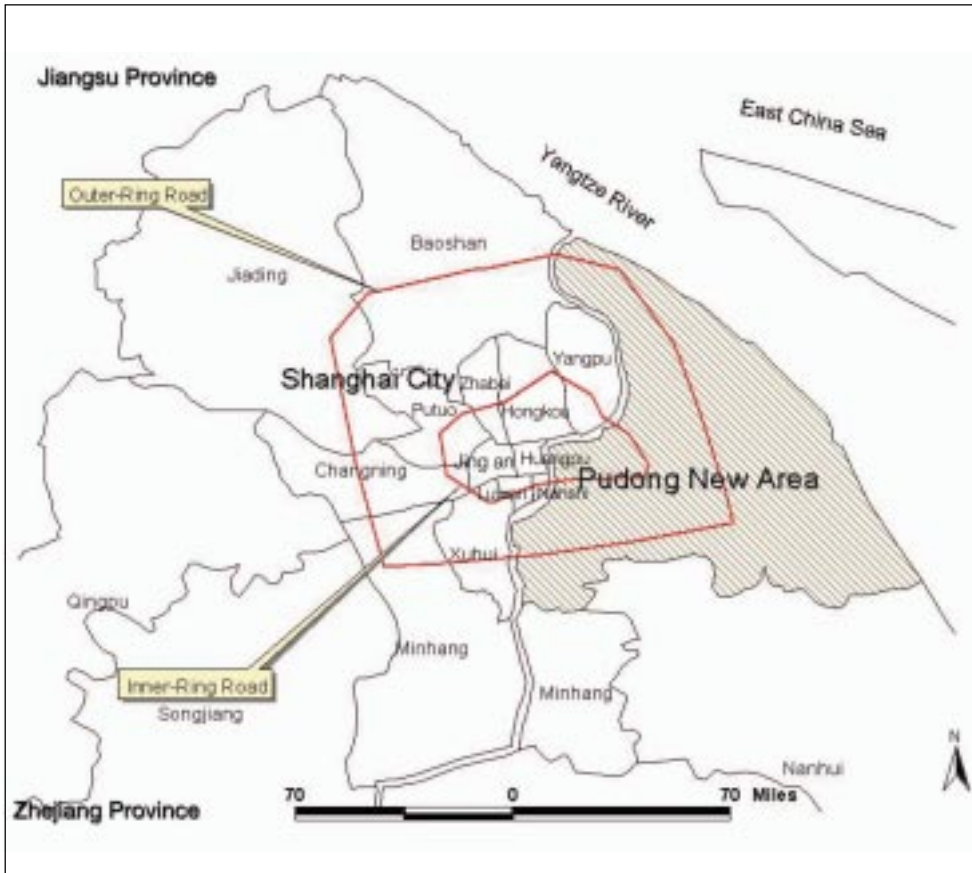 Jiangsu Province
East China Sea
Yangtze River
Outer-Ring Road
Baoshan
Jiading
Yangpu
Shanghai City
Zhabei
Putuo
Hongkou
Jing an
Huangpu
Changning
Pudong New Area
Nanshi
Xuhui
Qingpu
Minhang
Inner-Ring Road
Minhang
Songjiang
Nanhui
N
Zhejiang Province
70 0 70 Miles